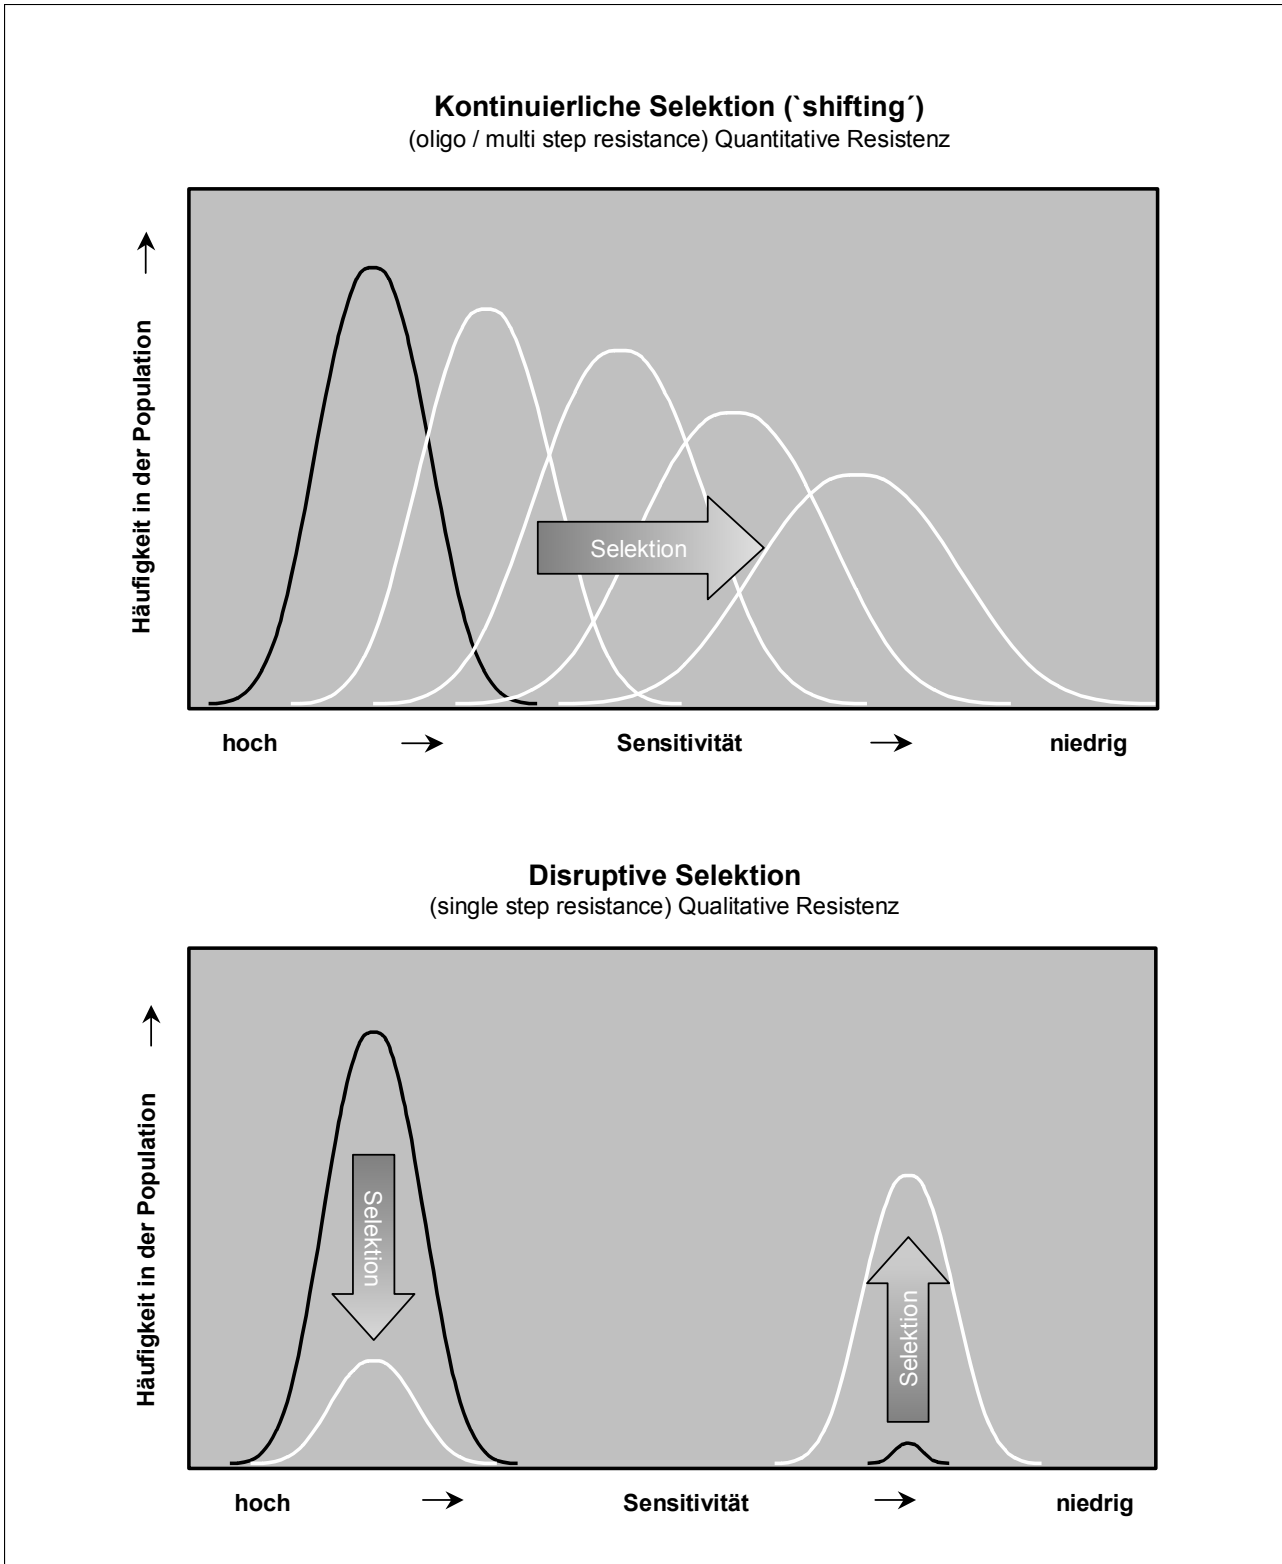 Kontinuierliche Selektion (`shifting´)
(oligo / multi step resistance) Quantitative Resistenz
Häufigkeit in der Population →
Selektion
hoch → Sensitivität → niedrig
Disruptive Selektion
(single step resistance) Qualitative Resistenz
Häufigkeit in der Population →
Selektion
Selektion
hoch → Sensitivität → niedrig